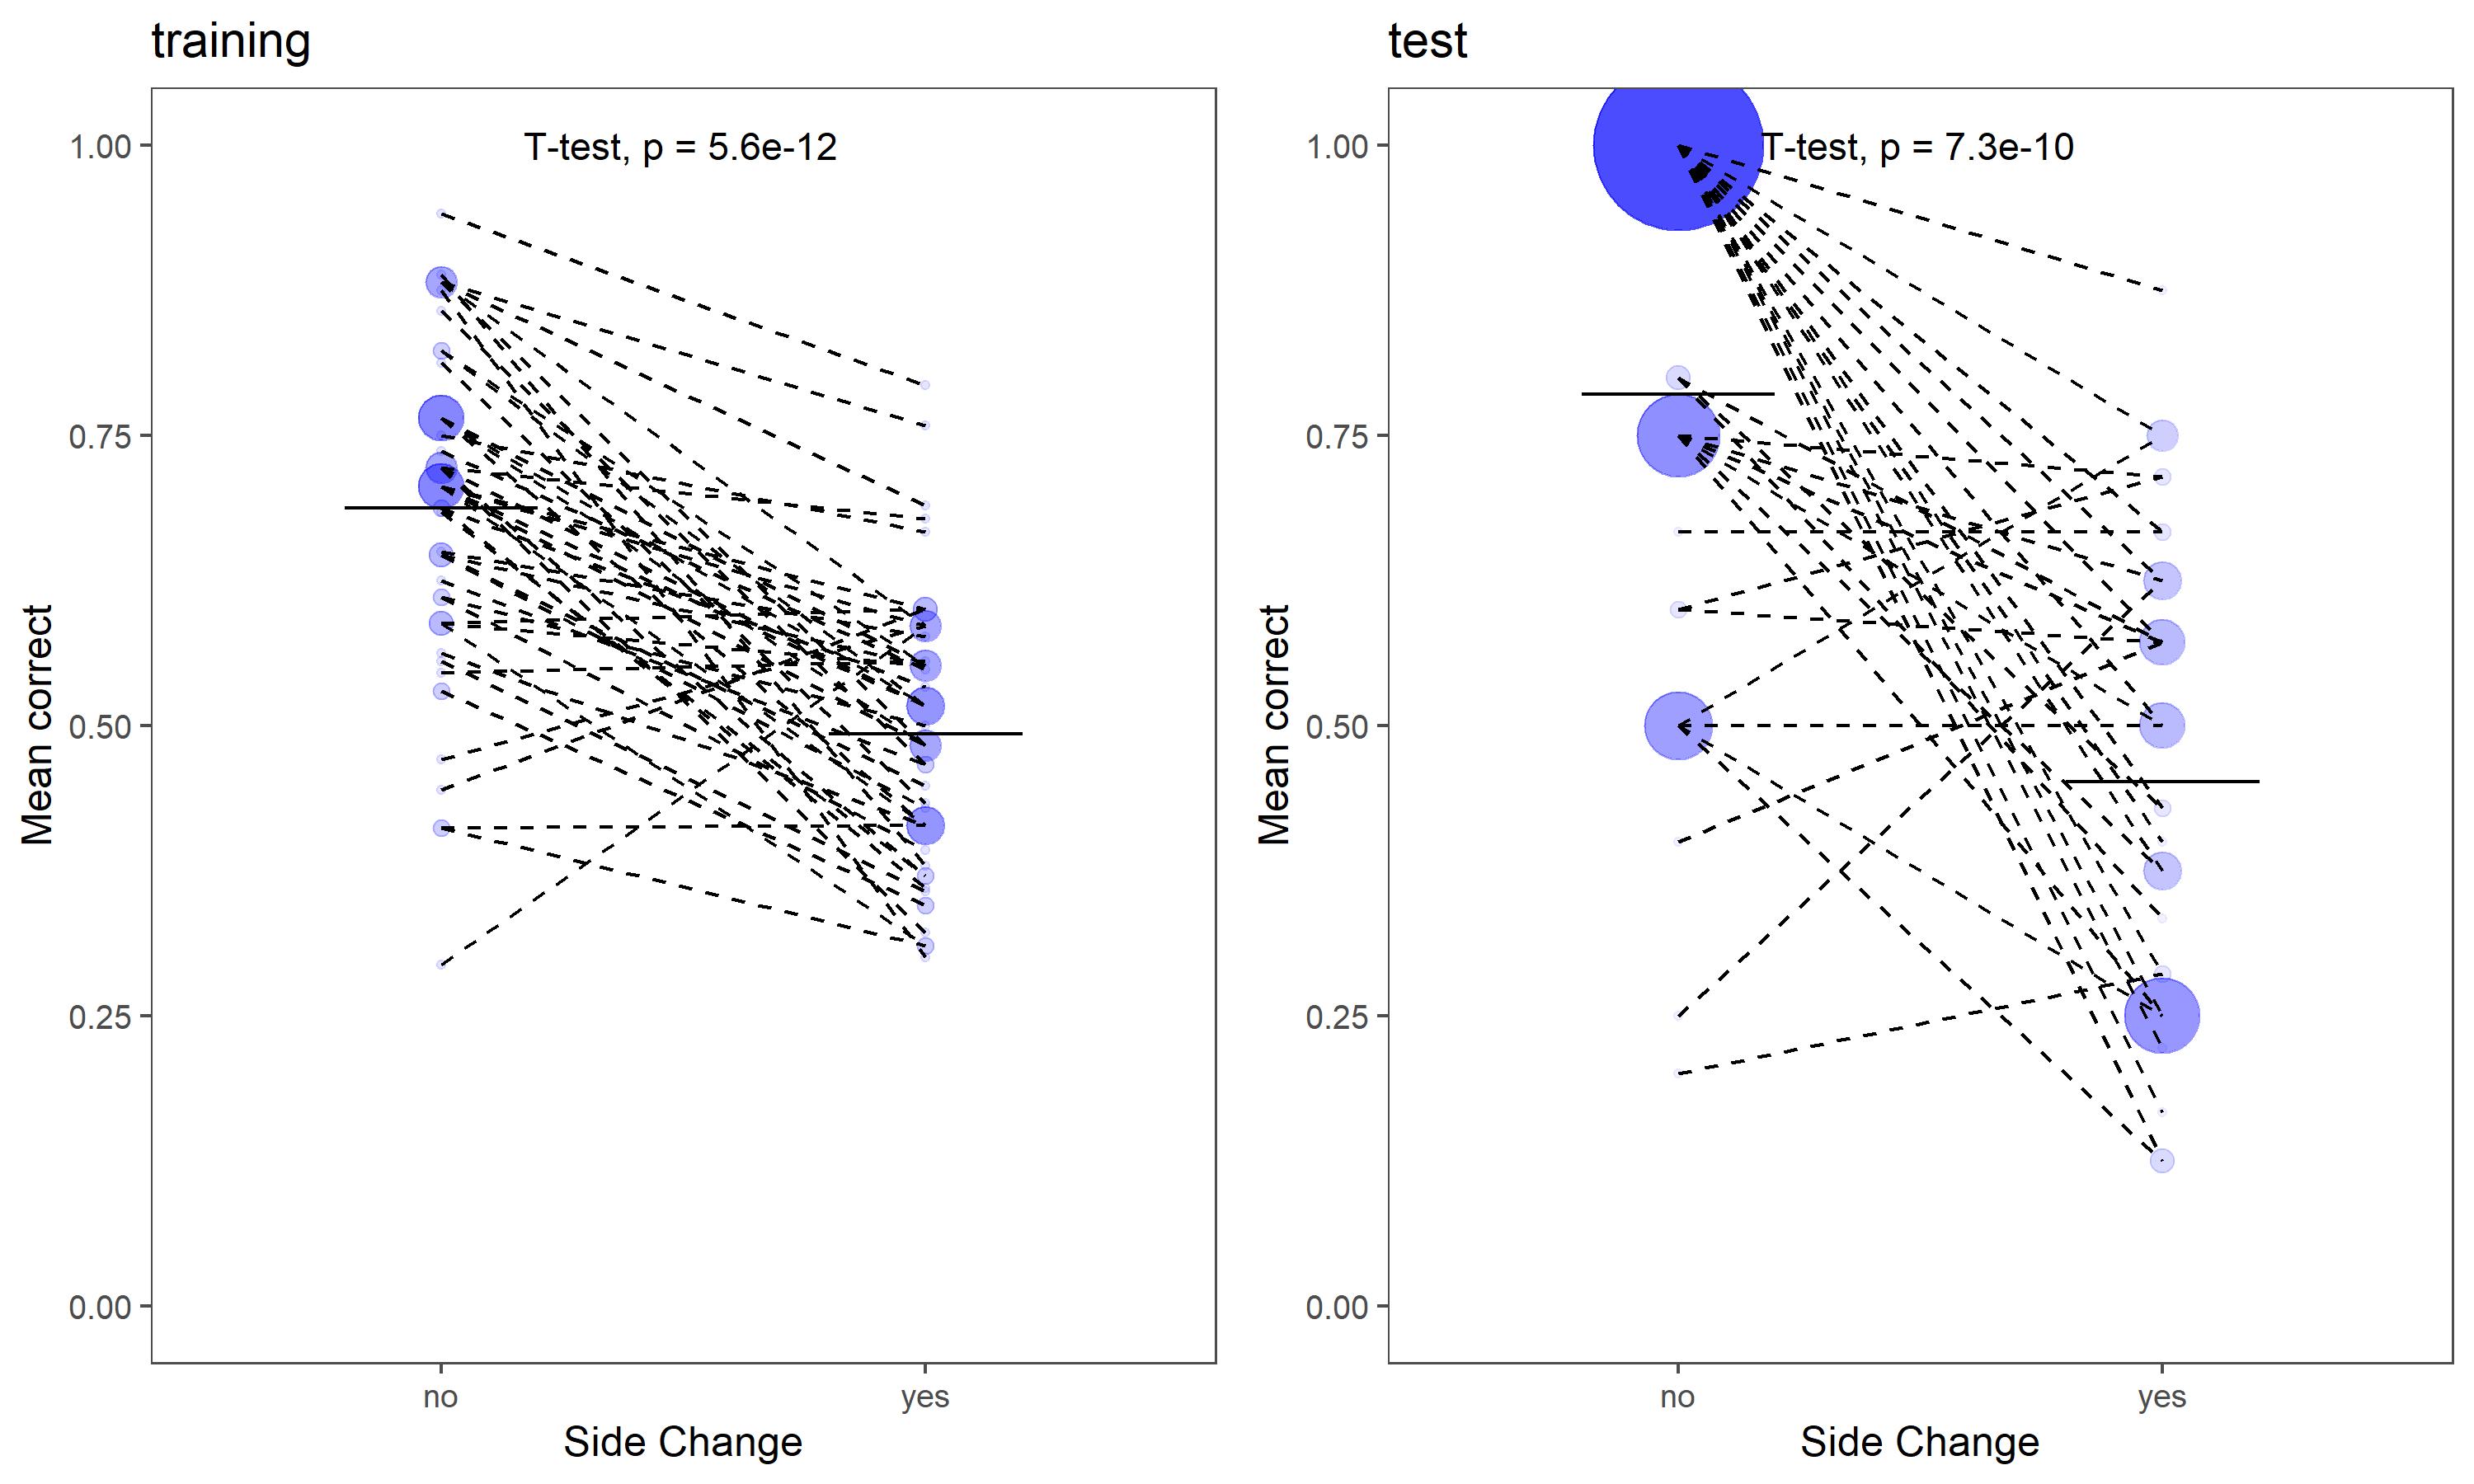 training
T-test, p = 5.6e-12
1.00
0.75
0.50
0.25
0.00
Mean correct
no
yes
Side Change
test
T-test, p = 7.3e-10
1.00
0.75
0.50
0.25
0.00
Mean correct
no
yes
Side Change